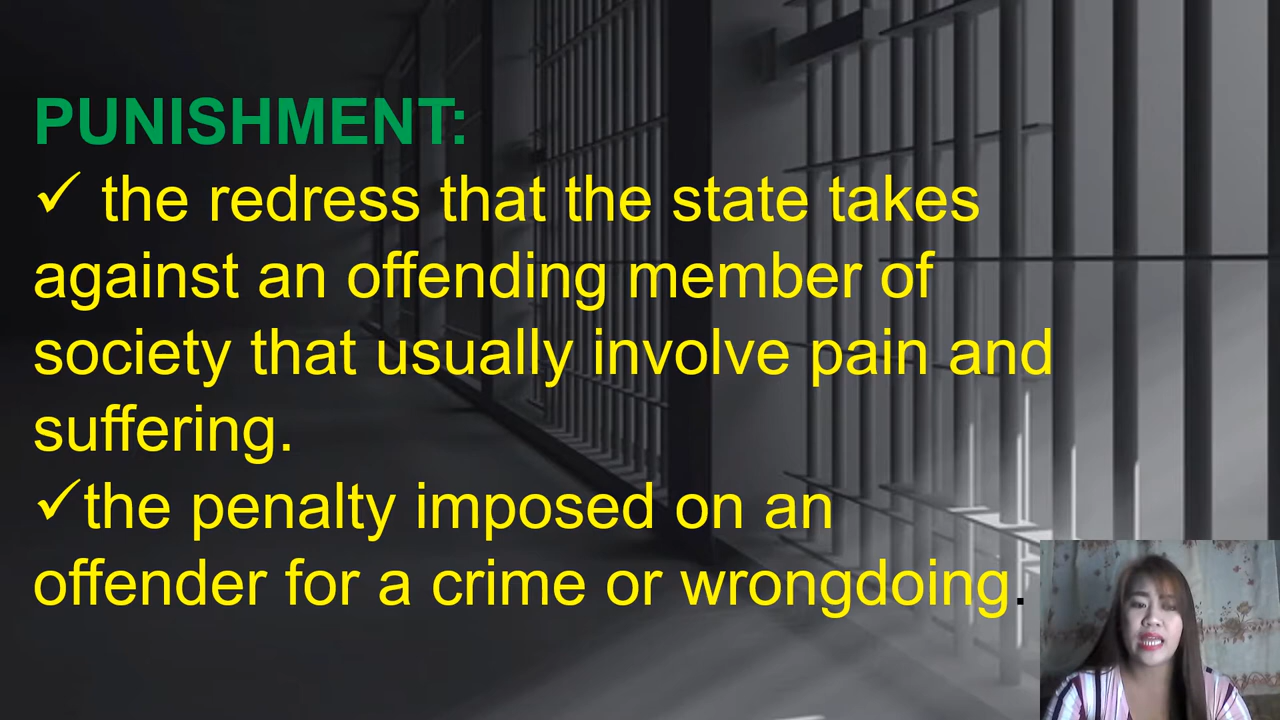 PUNISHMENT:
✓ the redress that the state takes
against an offending member of
society that usually involve pain and
suffering.
✓the penalty imposed on an
offender for a crime or wrongdoing.